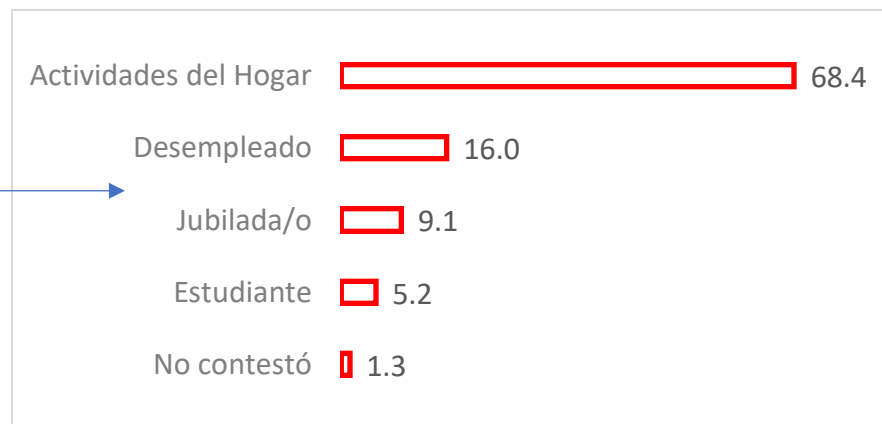 Actividades del Hogar 68.4
Desempleado 16.0
Jubilada/o 9.1
Estudiante 5.2
No contestó 1.3